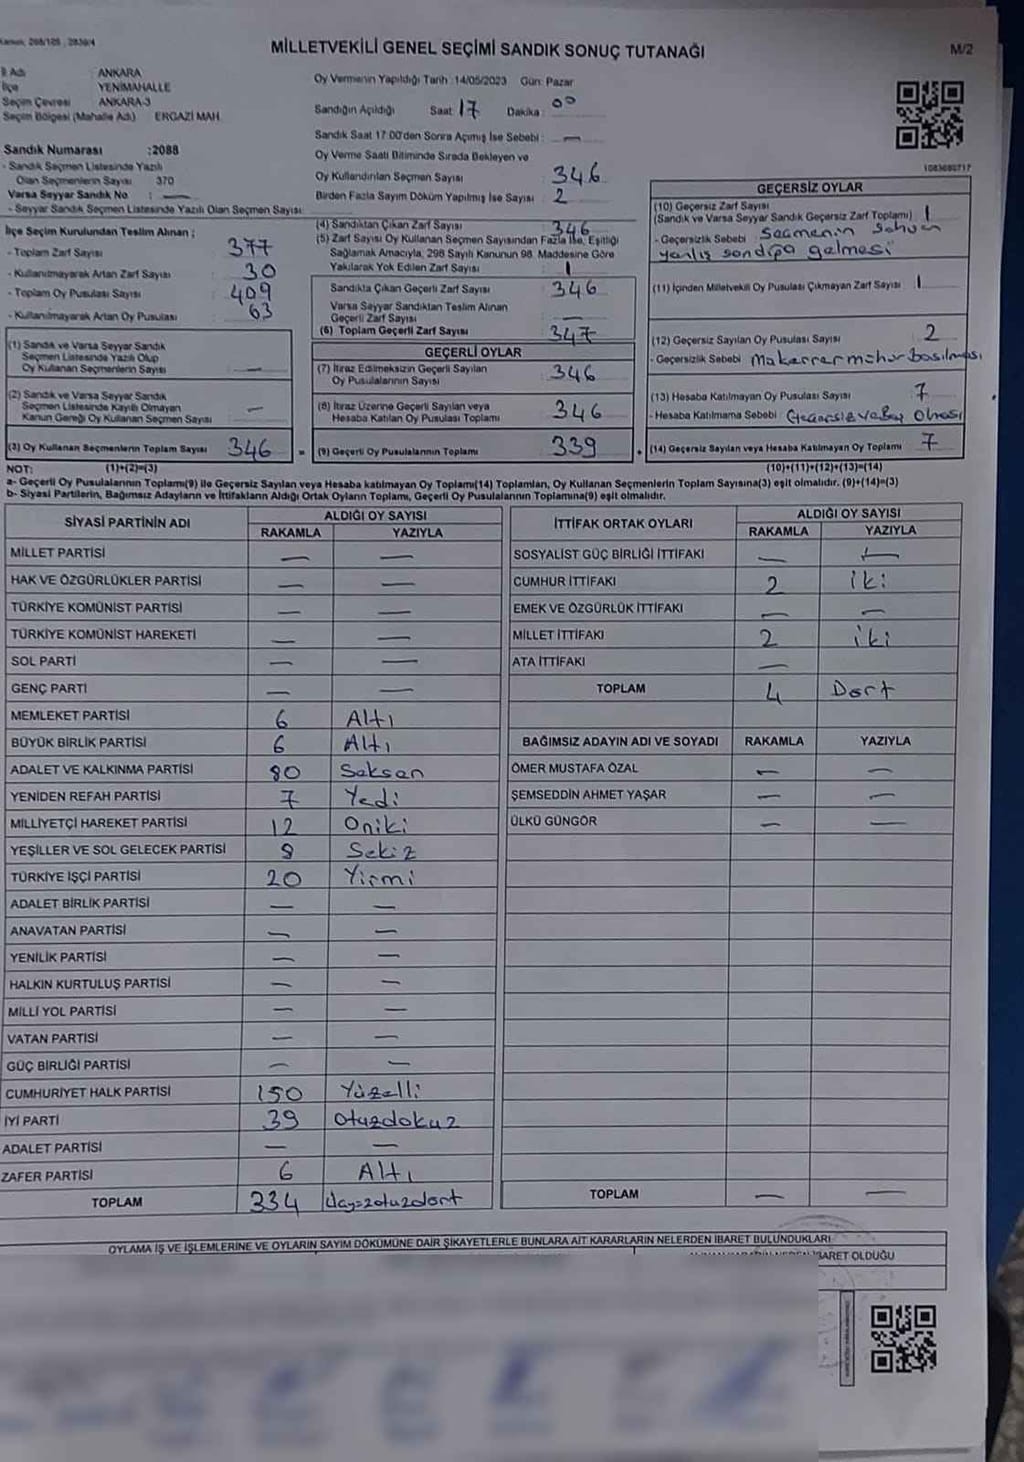 Kanun: 298/105 , 2839/4
MİLLETVEKİLİ GENEL SEÇİMİ SANDIK SONUÇ TUTANAĞI
M/2
İl Adı ANKARA
İlçe YENİMAHALLE
Seçim Çevresi ANKARA-3
Seçim Bölgesi (Mahalle Adı) ERGAZİ MAH.
Sandık Numarası :2088
- Sandık Seçmen Listesinde Yazılı
Olan Seçmenlerin Sayısı 370
Varsa Seyyar Sandık No : —
- Seyyar Sandık Seçmen Listesinde Yazılı Olan Seçmen Sayısı:
İlçe Seçim Kurulundan Teslim Alınan ;
- Toplam Zarf Sayısı : 377
- Kullanılmayarak Artan Zarf Sayısı : 30
- Toplam Oy Pusulası Sayısı : 409
- Kullanılmayarak Artan Oy Pusulası : 63
(1) Sandık ve Varsa Seyyar Sandık
Seçmen Listesinde Yazılı Olup
Oy Kullanan Seçmenlerin Sayısı —
(2) Sandık ve Varsa Seyyar Sandık
Seçmen Listesinde Kayıtlı Olmayan
Kanun Gereği Oy Kullanan Seçmen Sayısı —
(3) Oy Kullanan Seçmenlerin Toplam Sayısı 346 =
Oy Vermenin Yapıldığı Tarih :14/05/2023 Gün: Pazar
Sandığın Açıldığı Saat 17 Dakika : 00
Sandık Saat 17:00'den Sonra Açılmış İse Sebebi : —
Oy Verme Saati Bitiminde Sırada Bekleyen ve
Oy Kullandırılan Seçmen Sayısı 346
Birden Fazla Sayım Döküm Yapılmış İse Sayısı 2
(4) Sandıktan Çıkan Zarf Sayısı 346
(5) Zarf Sayısı Oy Kullanan Seçmen Sayısından Fazla İse, Eşitliği
Sağlamak Amacıyla, 298 Sayılı Kanunun 98. Maddesine Göre
Yakılarak Yok Edilen Zarf Sayısı : 1
Sandıkta Çıkan Geçerli Zarf Sayısı 346
Varsa Seyyar Sandıktan Teslim Alınan
Geçerli Zarf Sayısı —
(6) Toplam Geçerli Zarf Sayısı 347
GEÇERLİ OYLAR
(7) İtiraz Edilmeksizin Geçerli Sayılan
Oy Pusulalarının Sayısı 346
(8) İtiraz Üzerine Geçerli Sayılan veya
Hesaba Katılan Oy Pusulası Toplamı 346
(9) Geçerli Oy Pusulalarının Toplamı 339
1083680717
GEÇERSİZ OYLAR
(10) Geçersiz Zarf Sayısı
(Sandık ve Varsa Seyyar Sandık Geçersiz Zarf Toplamı) 1
- Geçersizlik Sebebi : Seçmenin sehven
yanlış sandığa gelmesi
(11) İçinden Milletvekili Oy Pusulası Çıkmayan Zarf Sayısı 1
(12) Geçersiz Sayılan Oy Pusulası Sayısı 2
- Geçersizlik Sebebi Mükerrer mühür basılması
(13) Hesaba Katılmayan Oy Pusulası Sayısı 7
- Hesaba Katılmama Sebebi : Geçersiz ve Boş Olması
(14) Geçersiz Sayılan veya Hesaba Katılmayan Oy Toplamı 7
NOT: (1)+(2)=(3)
(10)+(11)+(12)+(13)=(14)
a- Geçerli Oy Pusulalarının Toplamı(9) ile Geçersiz Sayılan veya Hesaba katılmayan Oy Toplamı(14) Toplamları, Oy Kullanan Seçmenlerin Toplam Sayısına(3) eşit olmalıdır. (9)+(14)=(3)
b- Siyasi Partilerin, Bağımsız Adayların ve İttifakların Aldığı Ortak Oyların Toplamı, Geçerli Oy Pusulalarının Toplamına(9) eşit olmalıdır.
SİYASİ PARTİNİN ADI ALDIĞI OY SAYISI
RAKAMLA YAZIYLA
MİLLET PARTİSİ — —
HAK VE ÖZGÜRLÜKLER PARTİSİ — —
TÜRKİYE KOMÜNİST PARTİSİ — —
TÜRKİYE KOMÜNİST HAREKETİ — —
SOL PARTİ — —
GENÇ PARTİ — —
MEMLEKET PARTİSİ 6 Altı
BÜYÜK BİRLİK PARTİSİ 6 Altı
ADALET VE KALKINMA PARTİSİ 80 Seksen
YENİDEN REFAH PARTİSİ 7 Yedi
MİLLİYETÇİ HAREKET PARTİSİ 12 Oniki
YEŞİLLER VE SOL GELECEK PARTİSİ 8 Sekiz
TÜRKİYE İŞÇİ PARTİSİ 20 Yirmi
ADALET BİRLİK PARTİSİ — —
ANAVATAN PARTİSİ — —
YENİLİK PARTİSİ — —
HALKIN KURTULUŞ PARTİSİ — —
MİLLİ YOL PARTİSİ — —
VATAN PARTİSİ — —
GÜÇ BİRLİĞİ PARTİSİ — —
CUMHURİYET HALK PARTİSİ 150 Yüzelli
İYİ PARTİ 39 Otuzdokuz
ADALET PARTİSİ — —
ZAFER PARTİSİ 6 Altı
TOPLAM 334 Üçyüzotuzdört
İTTİFAK ORTAK OYLARI ALDIĞI OY SAYISI
RAKAMLA YAZIYLA
SOSYALİST GÜÇ BİRLİĞİ İTTİFAKI — —
CUMHUR İTTİFAKI 2 iki
EMEK VE ÖZGÜRLÜK İTTİFAKI — —
MİLLET İTTİFAKI 2 iki
ATA İTTİFAKI —
TOPLAM 4 Dört
BAĞIMSIZ ADAYIN ADI VE SOYADI RAKAMLA YAZIYLA
ÖMER MUSTAFA ÖZAL — —
ŞEMSEDDİN AHMET YAŞAR — —
ÜLKÜ GÜNGÖR — —
TOPLAM — —
OYLAMA İŞ VE İŞLEMLERİNE VE OYLARIN SAYIM DÖKÜMÜNE DAİR ŞİKAYETLERLE BUNLARA AİT KARARLARIN NELERDEN İBARET BULUNDUKLARI
İBARET OLDUĞU